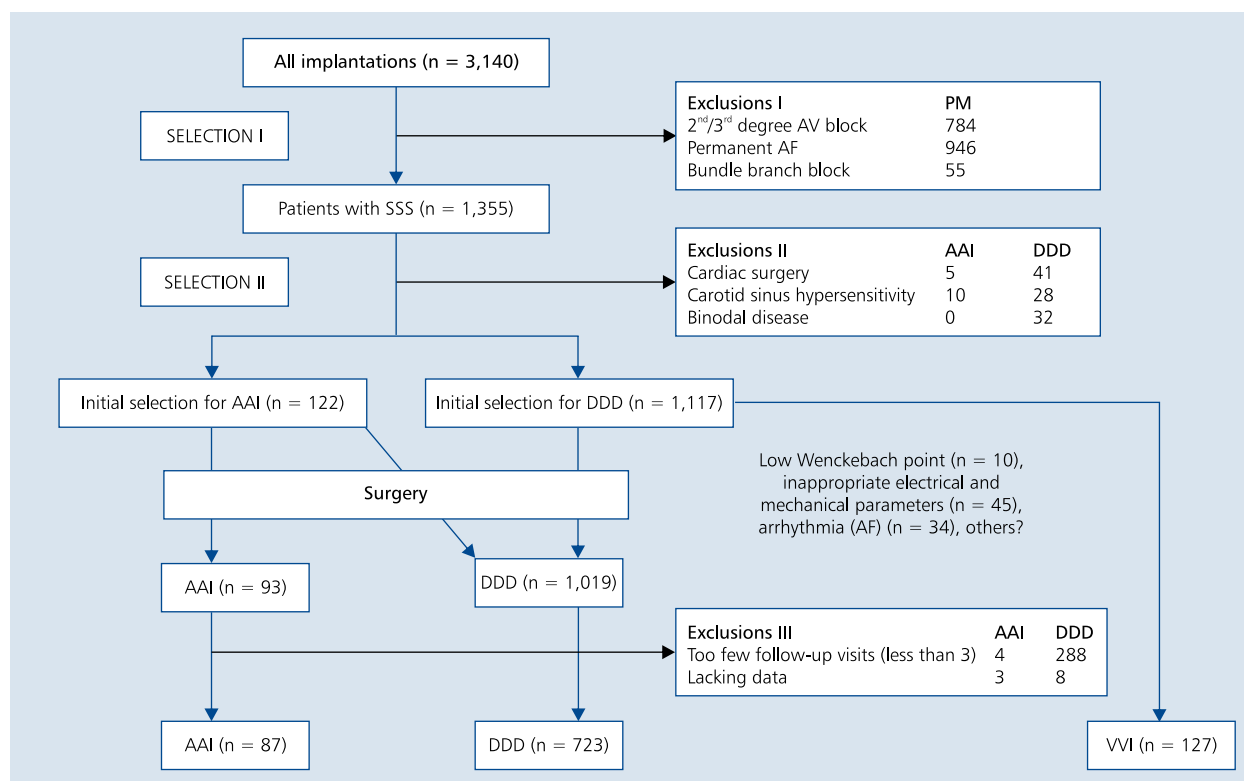 All implantations (n = 3,140)
Exclusions I PM
2nd/3rd degree AV block 784
Permanent AF 946
Bundle branch block 55
SELECTION I
Patients with SSS (n = 1,355)
Exclusions II AAI DDD
Cardiac surgery 5 41
Carotid sinus hypersensitivity 10 28
Binodal disease 0 32
SELECTION II
Initial selection for AAI (n = 122)
Initial selection for DDD (n = 1,117)
Low Wenckebach point (n = 10),
inappropriate electrical and
mechanical parameters (n = 45),
arrhythmia (AF) (n = 34), others?
Surgery
AAI (n = 93)
DDD (n = 1,019)
Exclusions III AAI DDD
Too few follow-up visits (less than 3) 4 288
Lacking data 3 8
AAI (n = 87)
DDD (n = 723)
VVI (n = 127)